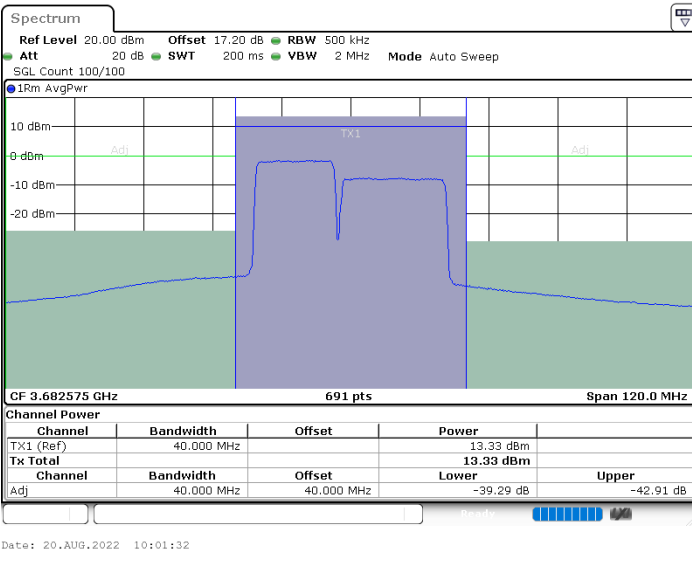 Spectrum
Ref Level 20.00 dBm Offset 17.20 dB RBW 500 kHz
Att 20 dB SWT 200 ms VBW 2 MHz Mode Auto Sweep
SGL Count 100/100
1Rm AvgPwr
10 dBm
TX1
Adj Adj
0 dBm
-10 dBm
-20 dBm
CF 3.682575 GHz 691 pts Span 120.0 MHz
Channel Power
Channel Bandwidth Offset Power
TX1 (Ref) 40.000 MHz 13.33 dBm
Tx Total 13.33 dBm
Channel Bandwidth Offset Lower Upper
Adj 40.000 MHz 40.000 MHz -39.29 dB -42.91 dB
Ready
Date: 20.AUG.2022 10:01:32